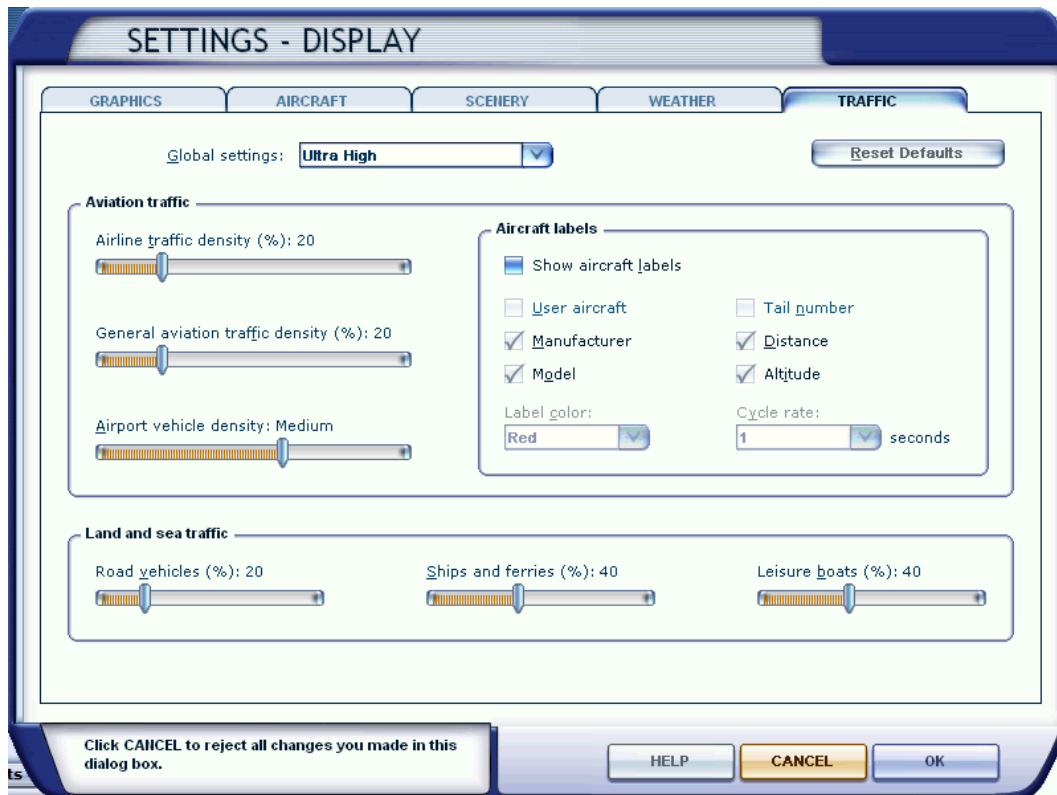 SETTINGS - DISPLAY
GRAPHICS
AIRCRAFT
SCENERY
WEATHER
TRAFFIC
Global settings: Ultra High
Reset Defaults
Aviation traffic
Airline traffic density (%): 20
General aviation traffic density (%): 20
Airport vehicle density: Medium
Aircraft labels
Show aircraft labels
User aircraft
Tail number
Manufacturer
Distance
Model
Altitude
Label color:
Cycle rate:
Red
1 seconds
Land and sea traffic
Road vehicles (%): 20
Ships and ferries (%): 40
Leisure boats (%): 40
Click CANCEL to reject all changes you made in this
dialog box.
ts
HELP
CANCEL
OK